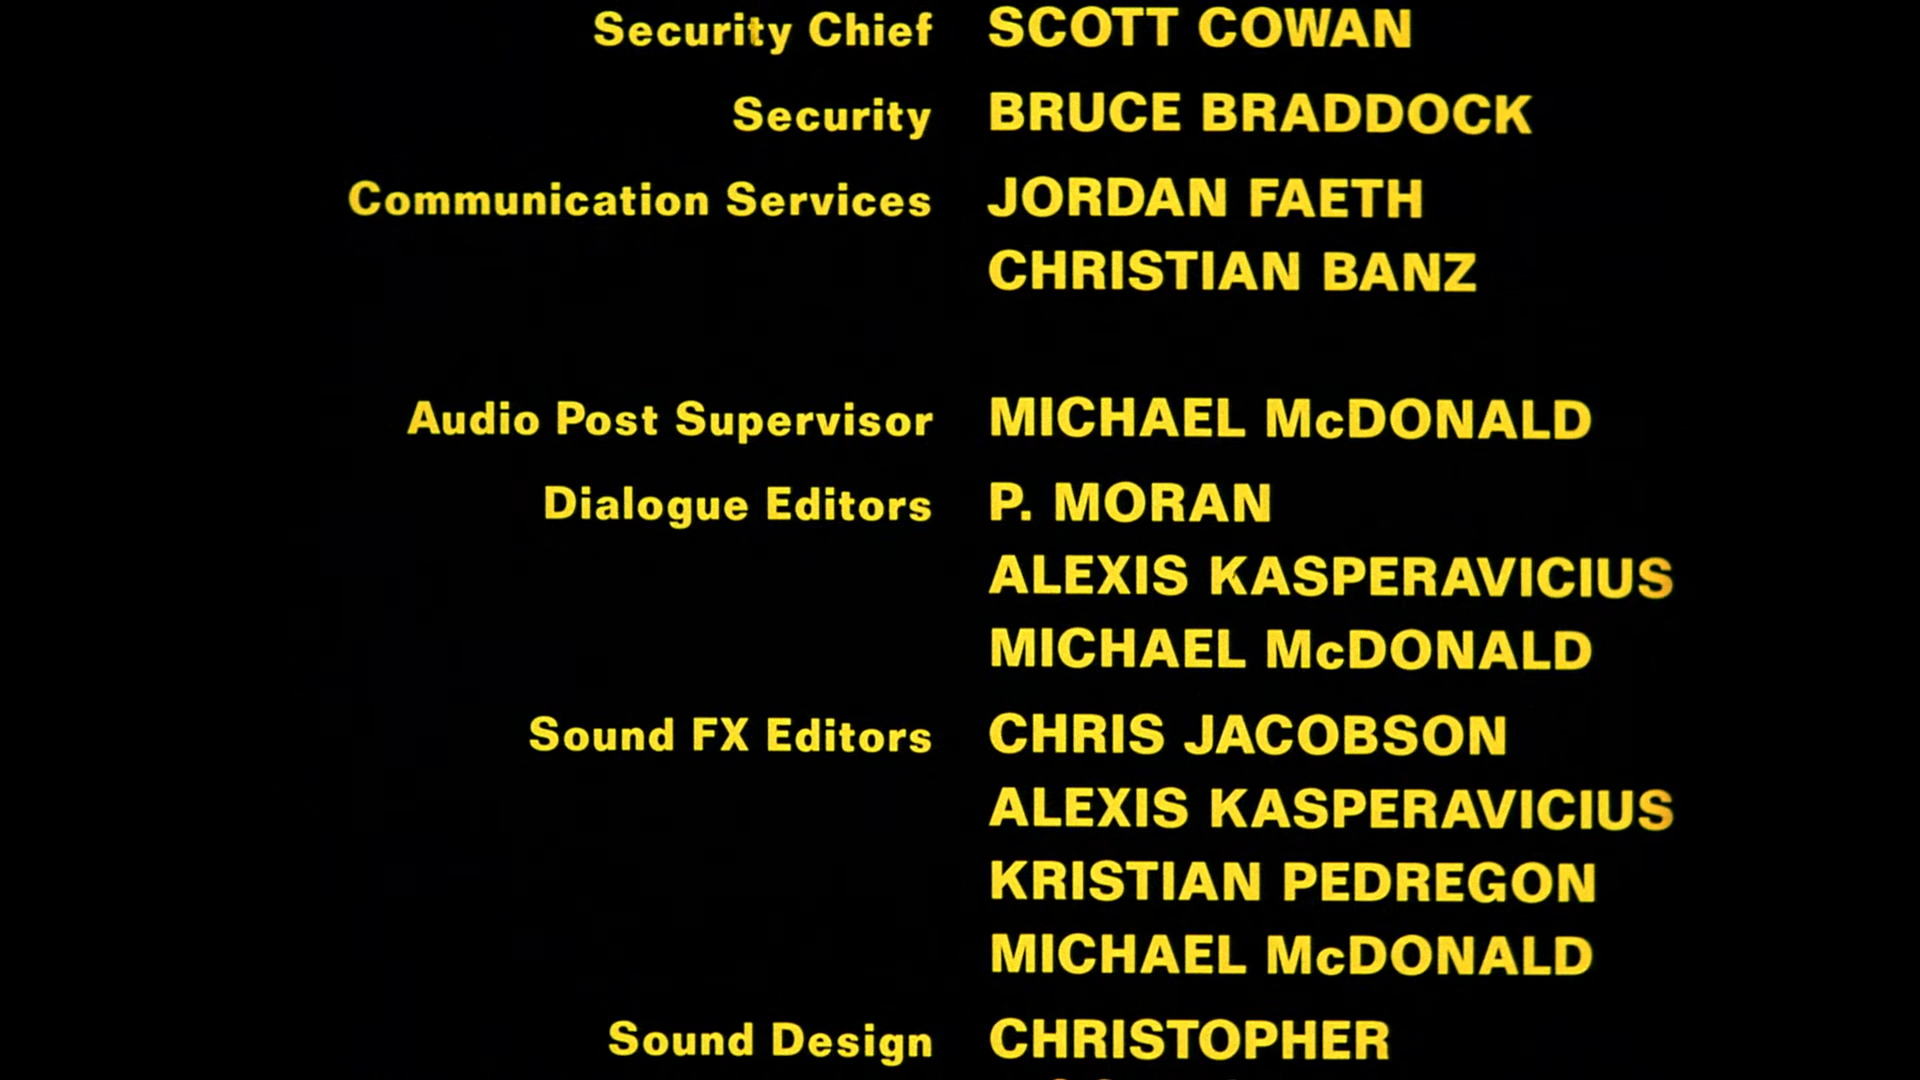 Security Chief SCOTT COWAN
Security BRUCE BRADDOCK
Communication Services JORDAN FAETH
CHRISTIAN BANZ
Audio Post Supervisor MICHAEL McDONALD
Dialogue Editors P. MORAN
ALEXIS KASPERAVICIUS
MICHAEL McDONALD
Sound FX Editors CHRIS JACOBSON
ALEXIS KASPERAVICIUS
KRISTIAN PEDREGON
MICHAEL McDONALD
Sound Design CHRISTOPHER